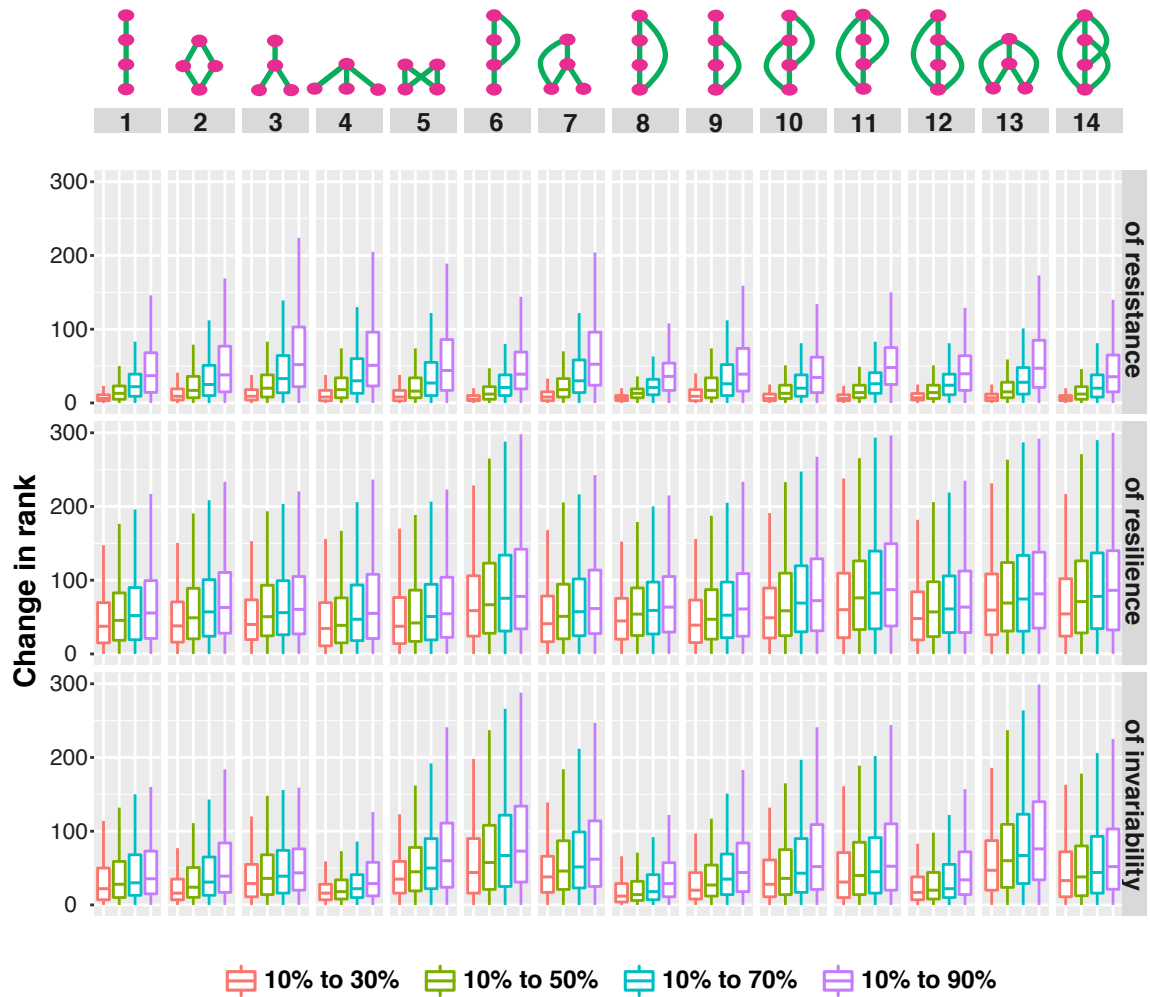 1 2 3 4 5 6 7 8 9 10 11 12 13 14
300
200
100
0
of resistance
300
200
100
0
of resilience
300
200
100
0
of invariability
Change in rank
10% to 30% 10% to 50% 10% to 70% 10% to 90%